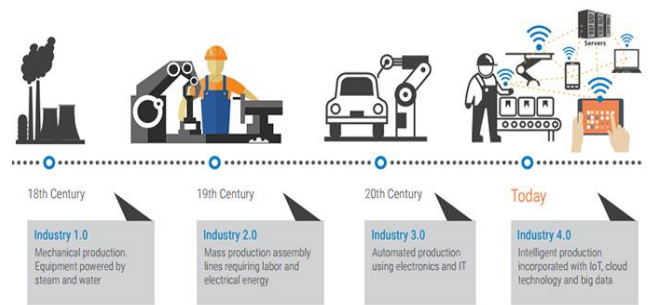 Servers
18th Century
19th Century
20th Century
Today
Industry 1.0
Mechanical production.
Equipment powered by
steam and water
Industry 2.0
Mass production assembly
lines requiring labor and
electrical energy
Industry 3.0
Automated production
using electronics and IT
Industry 4.0
Intelligent production
incorporated with IoT, cloud
technology and big data